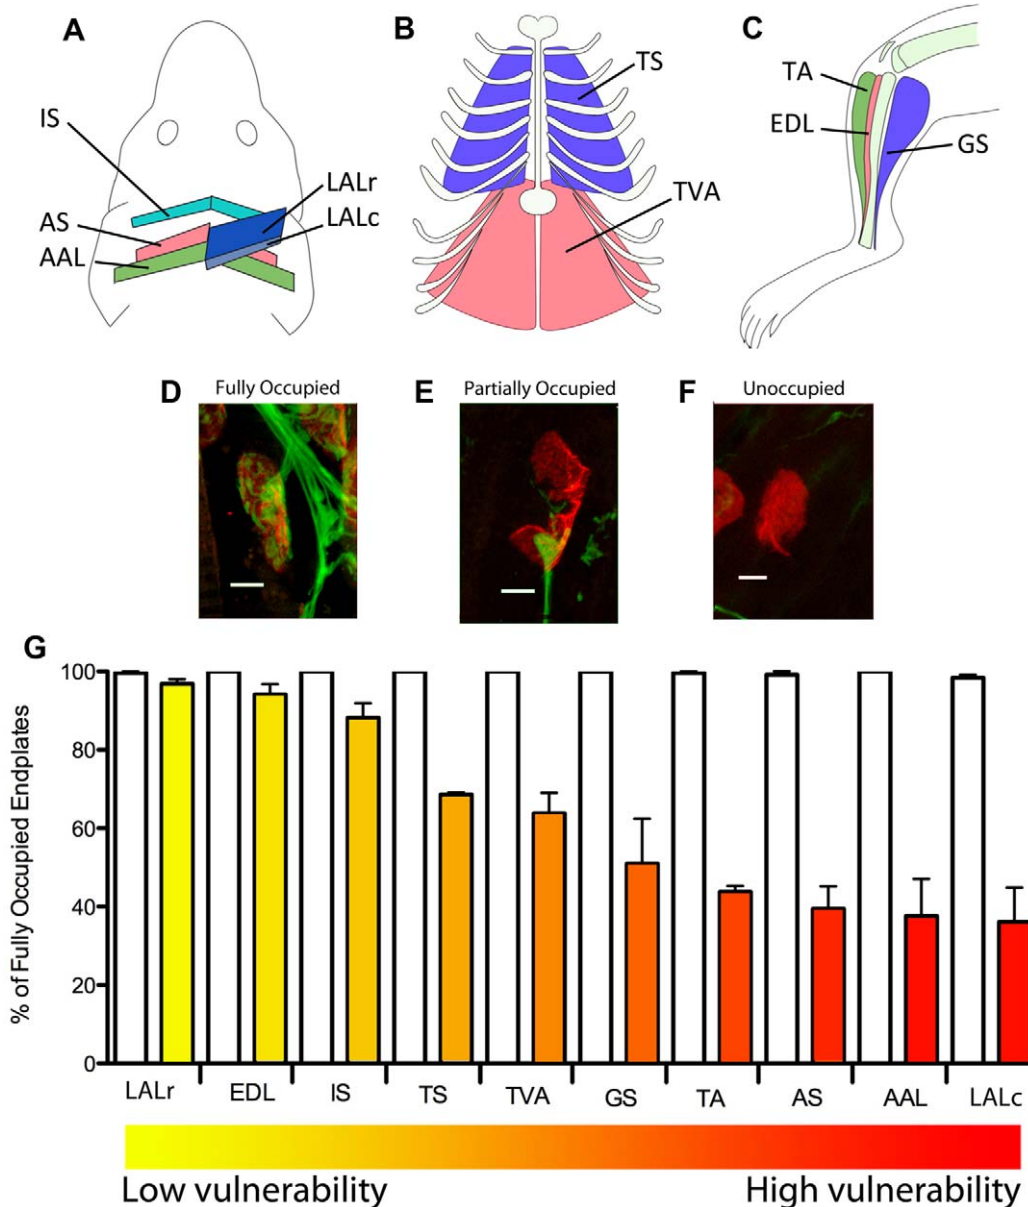 A
B
C
IS
AS
AAL
LALr
LALc
TS
TVA
TA
EDL
GS
D Fully Occupied
E Partially Occupied
F Unoccupied
G
% of Fully Occupied Endplates
100
80
60
40
20
0
LALr EDL IS TS TVA GS TA AS AAL LALc
Low vulnerability High vulnerability